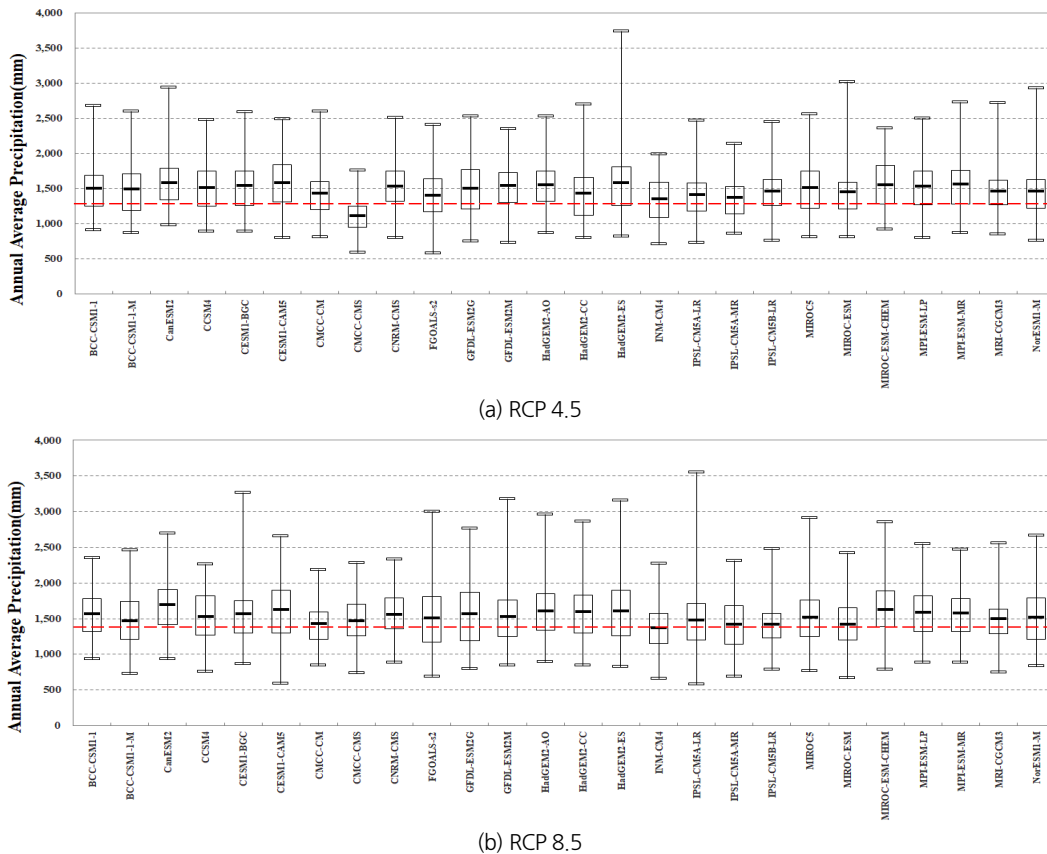 Annual Average Precipitation(mm)
4,000
3,500
3,000
2,500
2,000
1,500
1,000
500
0
BCC-CSM1-1
BCC-CSM1-1-M
CanESM2
CCSM4
CESM1-BGC
CESM1-CAM5
CMCC-CM
CMCC-CMS
CNRM-CMS
FGOALS-s2
GFDL-ESM2G
GFDL-ESM2M
HadGEM2-AO
HadGEM2-CC
HadGEM2-ES
INM-CM4
IPSL-CM5A-LR
IPSL-CM5A-MR
IPSL-CM5B-LR
MIROC5
MIROC-ESM
MIROC-ESM-CHEM
MPI-ESM-LP
MPI-ESM-MR
MRI-CGCM3
NorESM1-M
(a) RCP 4.5
Annual Average Precipitation(mm)
4,000
3,500
3,000
2,500
2,000
1,500
1,000
500
0
BCC-CSM1-1
BCC-CSM1-1-M
CanESM2
CCSM4
CESM1-BGC
CESM1-CAM5
CMCC-CM
CMCC-CMS
CNRM-CMS
FGOALS-s2
GFDL-ESM2G
GFDL-ESM2M
HadGEM2-AO
HadGEM2-CC
HadGEM2-ES
INM-CM4
IPSL-CM5A-LR
IPSL-CM5A-MR
IPSL-CM5B-LR
MIROC5
MIROC-ESM
MIROC-ESM-CHEM
MPI-ESM-LP
MPI-ESM-MR
MRI-CGCM3
NorESM1-M
(b) RCP 8.5